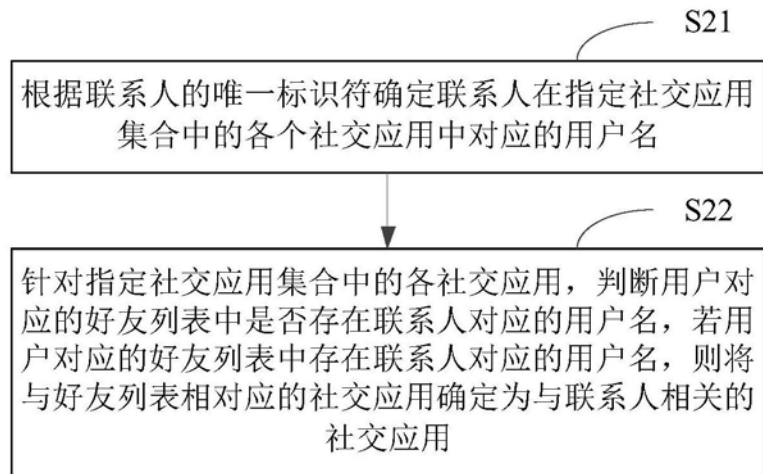 S21
根据联系人的唯一标识符确定联系人在指定社交应用
集合中的各个社交应用中对应的用户名
S22
针对指定社交应用集合中的各社交应用，判断用户对
应的好友列表中是否存在联系人对应的用户名，若用
户对应的好友列表中存在联系人对应的用户名，则将
与好友列表相对应的社交应用确定为与联系人相关的
社交应用